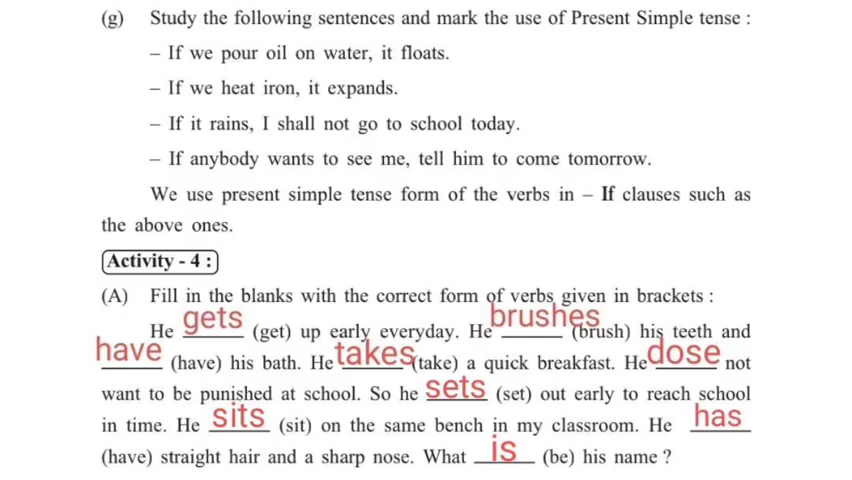 (g) Study the following sentences and mark the use of Present Simple tense :
– If we pour oil on water, it floats.
– If we heat iron, it expands.
– If it rains, I shall not go to school today.
– If anybody wants to see me, tell him to come tomorrow.
We use present simple tense form of the verbs in – If clauses such as
the above ones.
Activity - 4 :
(A) Fill in the blanks with the correct form of verbs given in brackets :
He gets (get) up early everyday. He brushes (brush) his teeth and
have (have) his bath. He takes (take) a quick breakfast. He dose not
want to be punished at school. So he sets (set) out early to reach school
in time. He sits (sit) on the same bench in my classroom. He has
(have) straight hair and a sharp nose. What is (be) his name ?